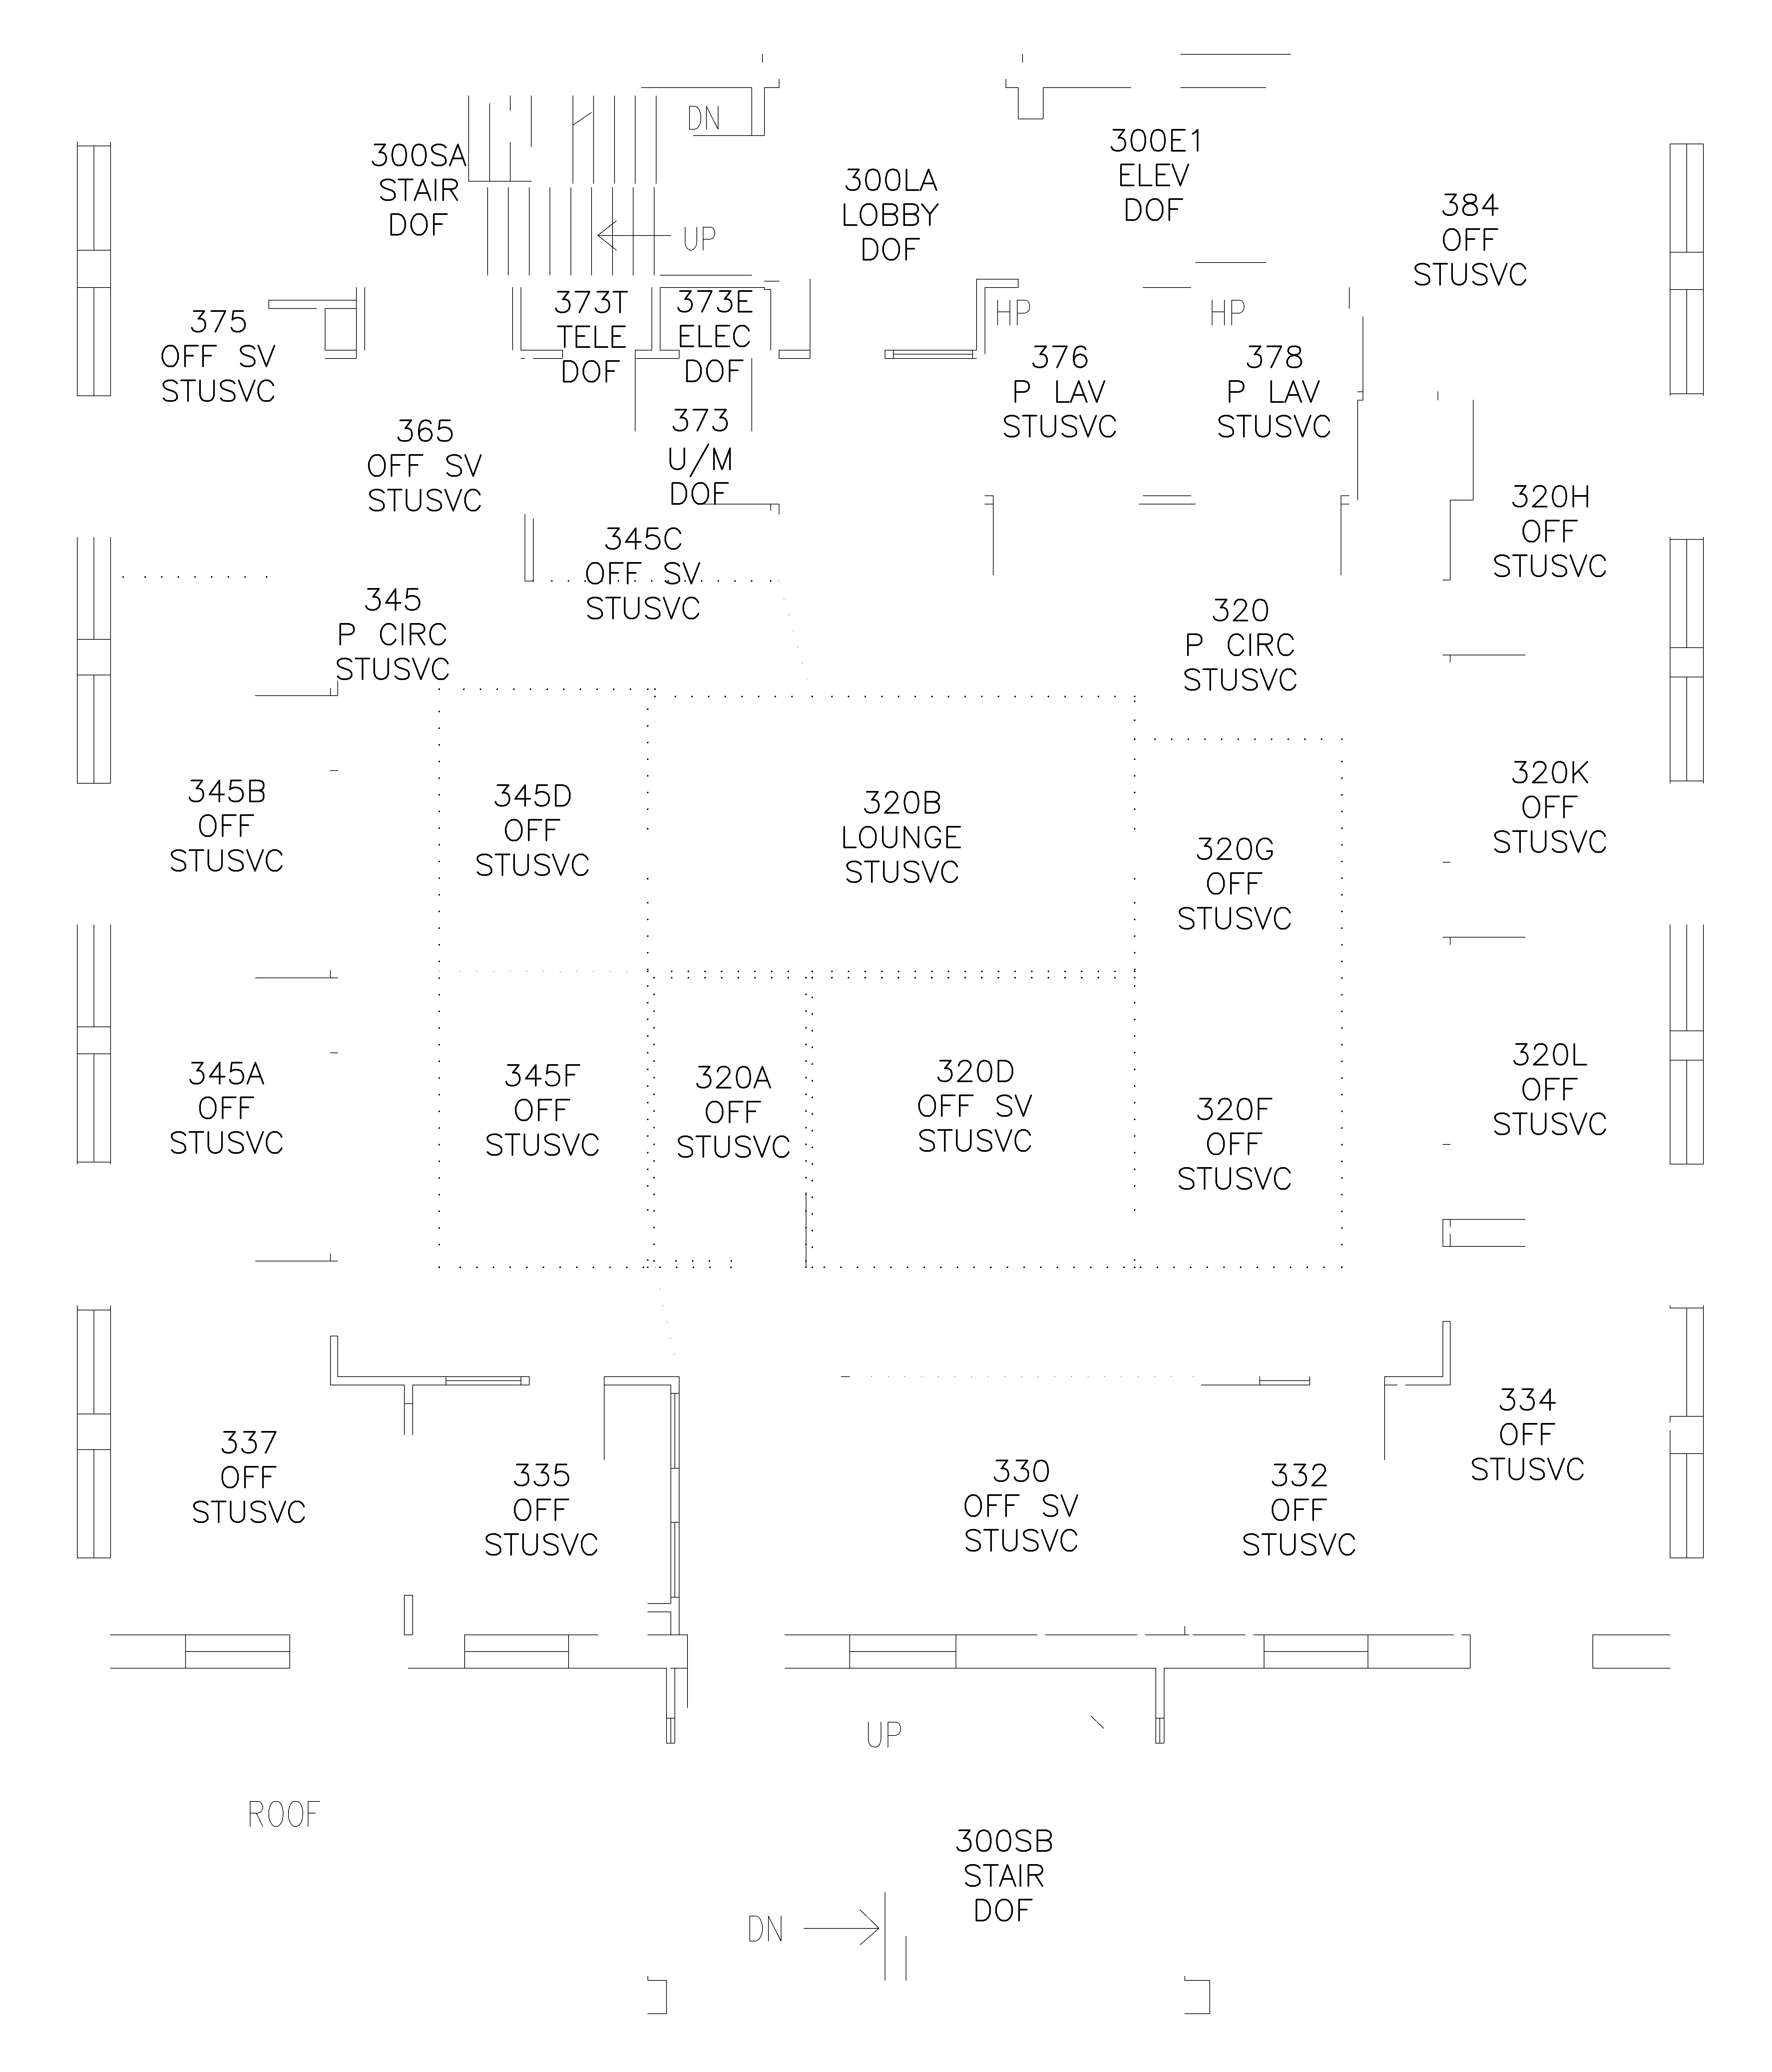 DN
300SA
STAIR
DOF
300LA
LOBBY
DOF
300E1
ELEV
DOF
384
OFF
STUSVC
UP
375
OFF SV
STUSVC
373T
TELE
DOF
373E
ELEC
DOF
HP
HP
376
P LAV
STUSVC
378
P LAV
STUSVC
365
OFF SV
STUSVC
373
U/M
DOF
320H
OFF
STUSVC
345C
OFF SV
STUSVC
345
P CIRC
STUSVC
320
P CIRC
STUSVC
345B
OFF
STUSVC
345D
OFF
STUSVC
320B
LOUNGE
STUSVC
320G
OFF
STUSVC
320K
OFF
STUSVC
345A
OFF
STUSVC
345F
OFF
STUSVC
320A
OFF
STUSVC
320D
OFF SV
STUSVC
320F
OFF
STUSVC
320L
OFF
STUSVC
337
OFF
STUSVC
335
OFF
STUSVC
330
OFF SV
STUSVC
332
OFF
STUSVC
334
OFF
STUSVC
UP
ROOF
300SB
STAIR
DOF
DN